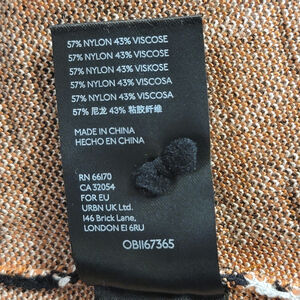 57% NYLON 43% VISCOSE
57% NYLON 43% VISCOSE
57% NYLON 43% VISKOSE
57% NYLON 43% VISCOSA
57% NYLON 43% VISCOSA
57% 尼龙 43% 粘胶纤维
MADE IN CHINA
HECHO EN CHINA
RN 66170
CA 32054
FOR EU
URBN UK Ltd.
146 Brick Lane,
LONDON E1 6RU
OB1167365